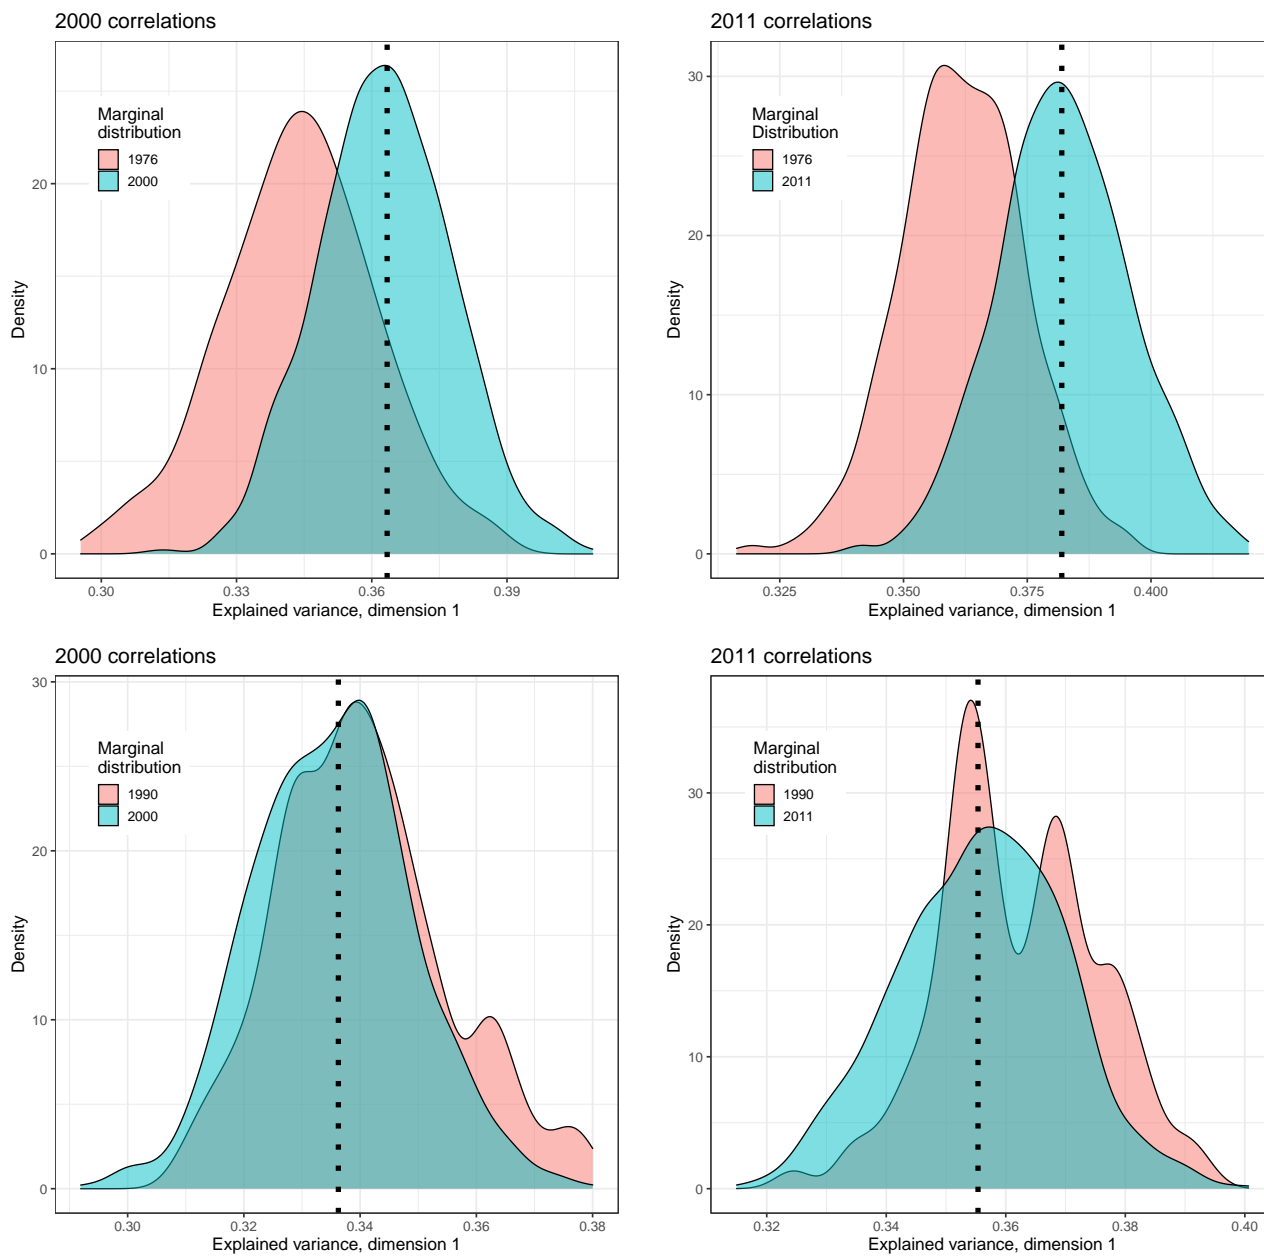 2000 correlations
Density
20
10
0
Marginal
distribution
1976
2000
0.30 0.33 0.36 0.39
Explained variance, dimension 1
2011 correlations
Density
30
20
10
0
Marginal
Distribution
1976
2011
0.325 0.350 0.375 0.400
Explained variance, dimension 1
2000 correlations
Density
30
20
10
0
Marginal
distribution
1990
2000
0.30 0.32 0.34 0.36 0.38
Explained variance, dimension 1
2011 correlations
Density
30
20
10
0
Marginal
distribution
1990
2011
0.32 0.34 0.36 0.38 0.40
Explained variance, dimension 1